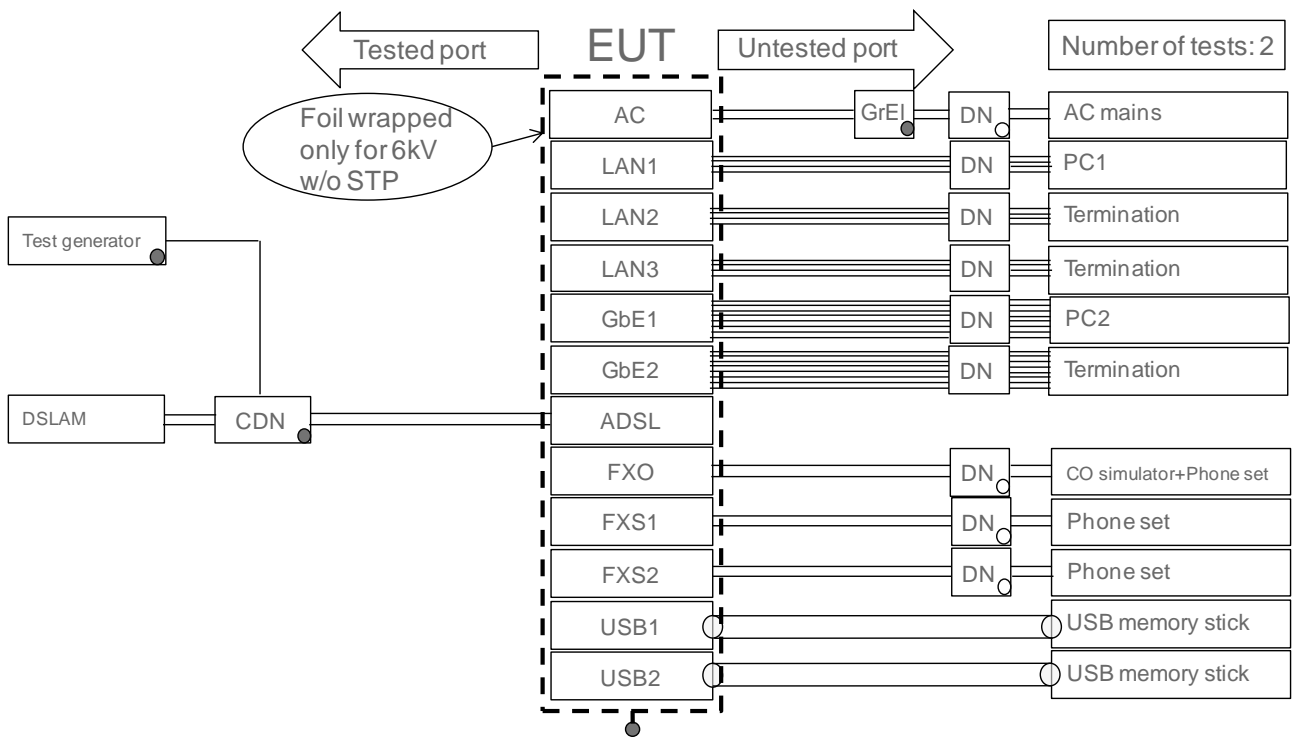 Tested port
EUT
Untested port
Number of tests: 2
Foil wrapped
only for 6kV
w/o STP
AC
GrEl
DN
AC mains
LAN1
DN
PC1
LAN2
DN
Termination
LAN3
DN
Termination
GbE1
DN
PC2
GbE2
DN
Termination
Test generator
DSLAM
CDN
ADSL
FXO
DN
CO simulator+Phone set
FXS1
DN
Phone set
FXS2
DN
Phone set
USB1
USB memory stick
USB2
USB memory stick